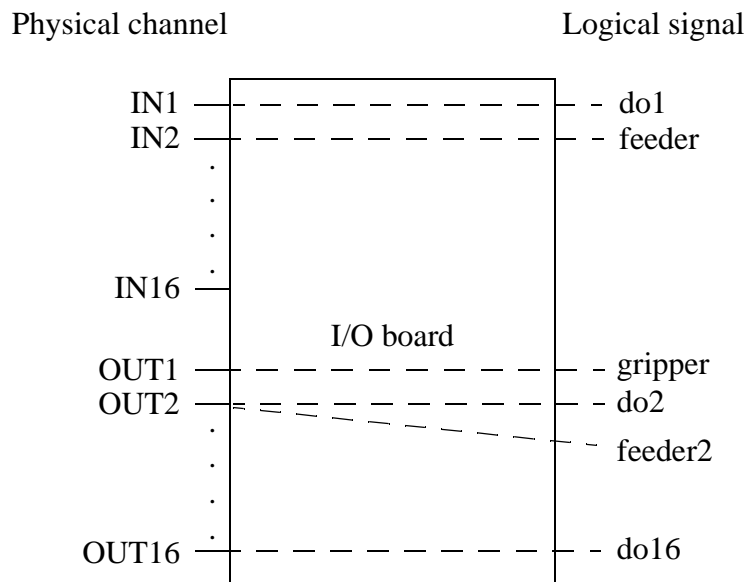 Physical channel Logical signal
IN1 do1
IN2 feeder
.
.
.
.
IN16
I/O board
OUT1 gripper
OUT2 do2
feeder2
.
.
.
.
OUT16 do16